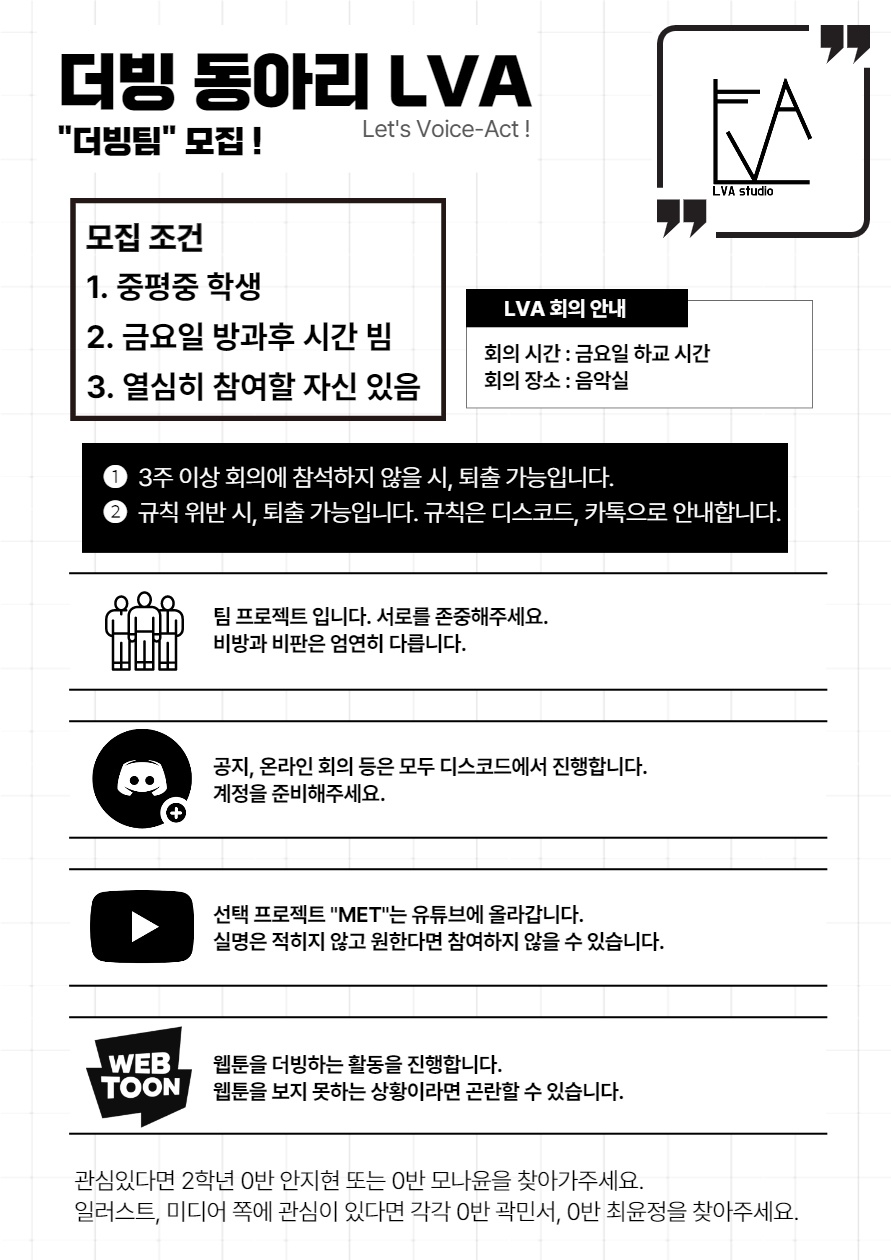 더빙 동아리 LVA
"더빙팀" 모집 !
Let's Voice-Act !
LVA studio
모집 조건
1. 중평중 학생
2. 금요일 방과후 시간 빔
3. 열심히 참여할 자신 있음
LVA 회의 안내
회의 시간 : 금요일 하교 시간
회의 장소 : 음악실
① 3주 이상 회의에 참석하지 않을 시, 퇴출 가능입니다.
② 규칙 위반 시, 퇴출 가능입니다. 규칙은 디스코드, 카톡으로 안내합니다.
팀 프로젝트 입니다. 서로를 존중해주세요.
비방과 비판은 엄연히 다릅니다.
공지, 온라인 회의 등은 모두 디스코드에서 진행합니다.
계정을 준비해주세요.
선택 프로젝트 "MET"는 유튜브에 올라갑니다.
실명은 적히지 않고 원한다면 참여하지 않을 수 있습니다.
WEB
TOON
웹툰을 더빙하는 활동을 진행합니다.
웹툰을 보지 못하는 상황이라면 곤란할 수 있습니다.
관심있다면 2학년 0반 안지현 또는 0반 모나윤을 찾아가주세요.
일러스트, 미디어 쪽에 관심이 있다면 각각 0반 곽민서, 0반 최윤정을 찾아주세요.